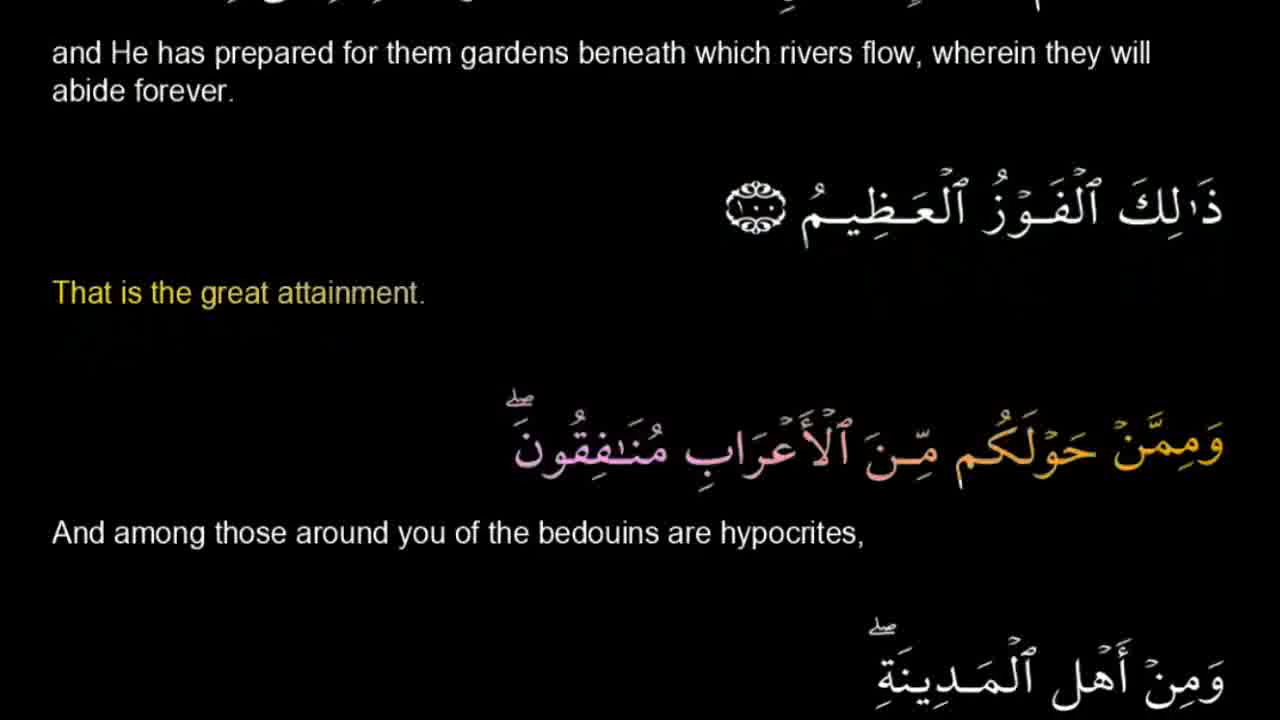 and He has prepared for them gardens beneath which rivers flow, wherein they will
abide forever.
ذَٰلِكَ ٱلْفَوْزُ ٱلْعَظِيمُ ١٠٠
That is the great attainment.
وَمِمَّنْ حَوْلَكُم مِّنَ ٱلْأَعْرَابِ مُنَـٰفِقُونَ ۖ
And among those around you of the bedouins are hypocrites,
وَمِنْ أَهْلِ ٱلْمَدِينَةِ ۖ